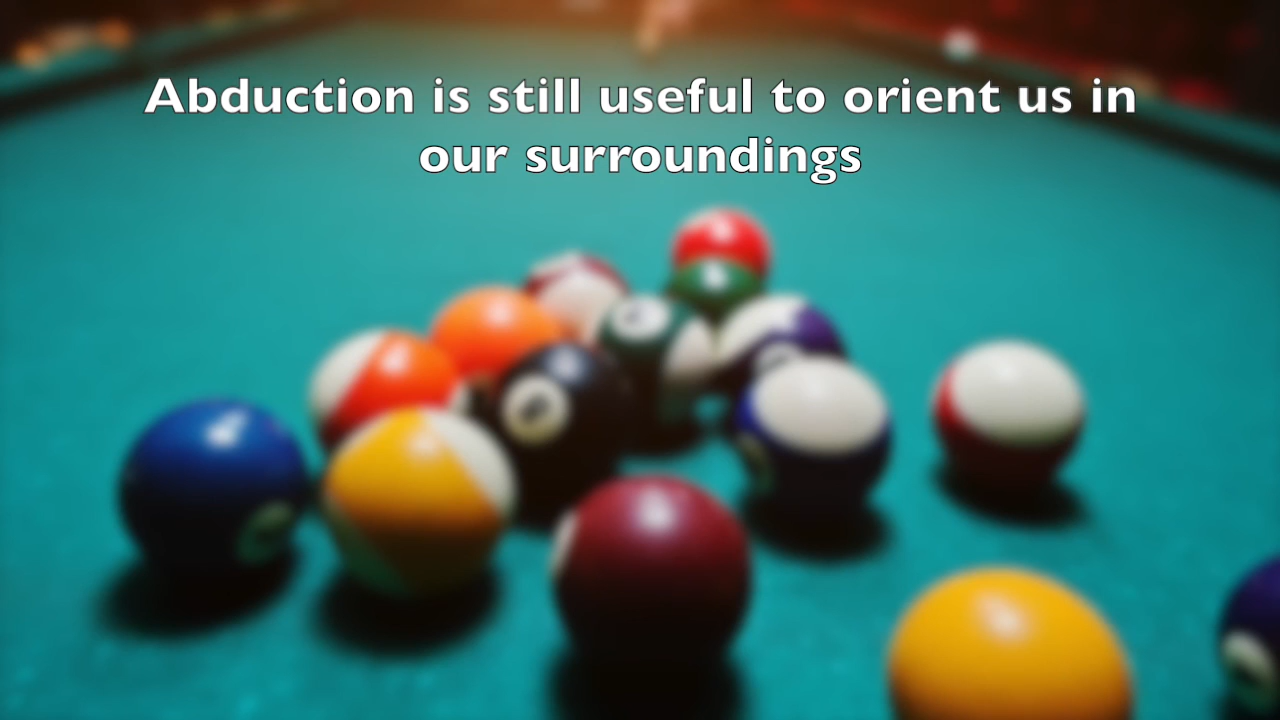 Abduction is still useful to orient us in
our surroundings